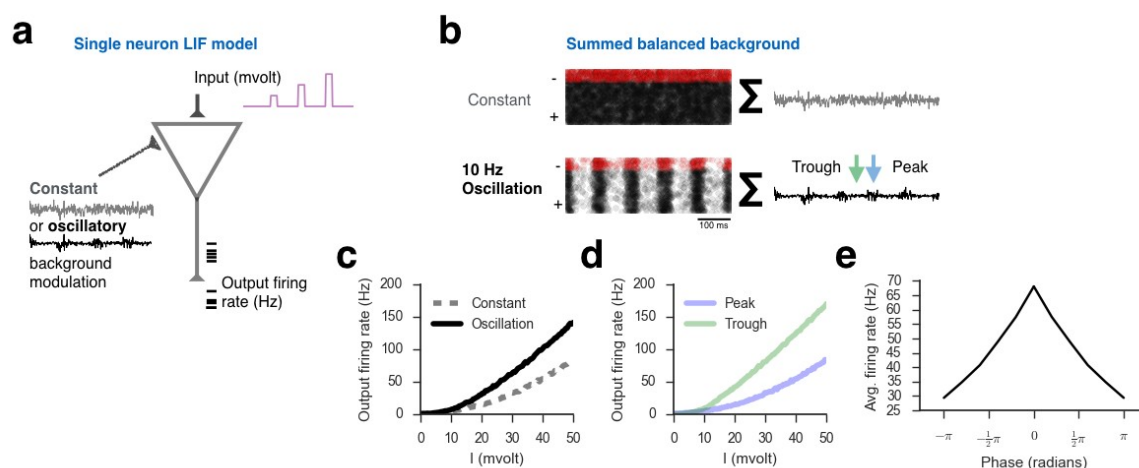 a
Single neuron LIF model
Input (mvolt)
Constant
or oscillatory
background
modulation
Output firing
rate (Hz)
b
Summed balanced background
Constant
-
+
Σ
10 Hz
Oscillation
-
+
Σ
Trough
Peak
100 ms
c
Output firing rate (Hz)
200
150
100
50
0
Constant
Oscillation
0 10 20 30 40 50
I (mvolt)
d
Output firing rate (Hz)
200
150
100
50
0
Peak
Trough
0 10 20 30 40 50
I (mvolt)
e
Avg. firing rate (Hz)
70
65
60
55
50
45
40
35
30
25
−π −½π 0 ½π π
Phase (radians)